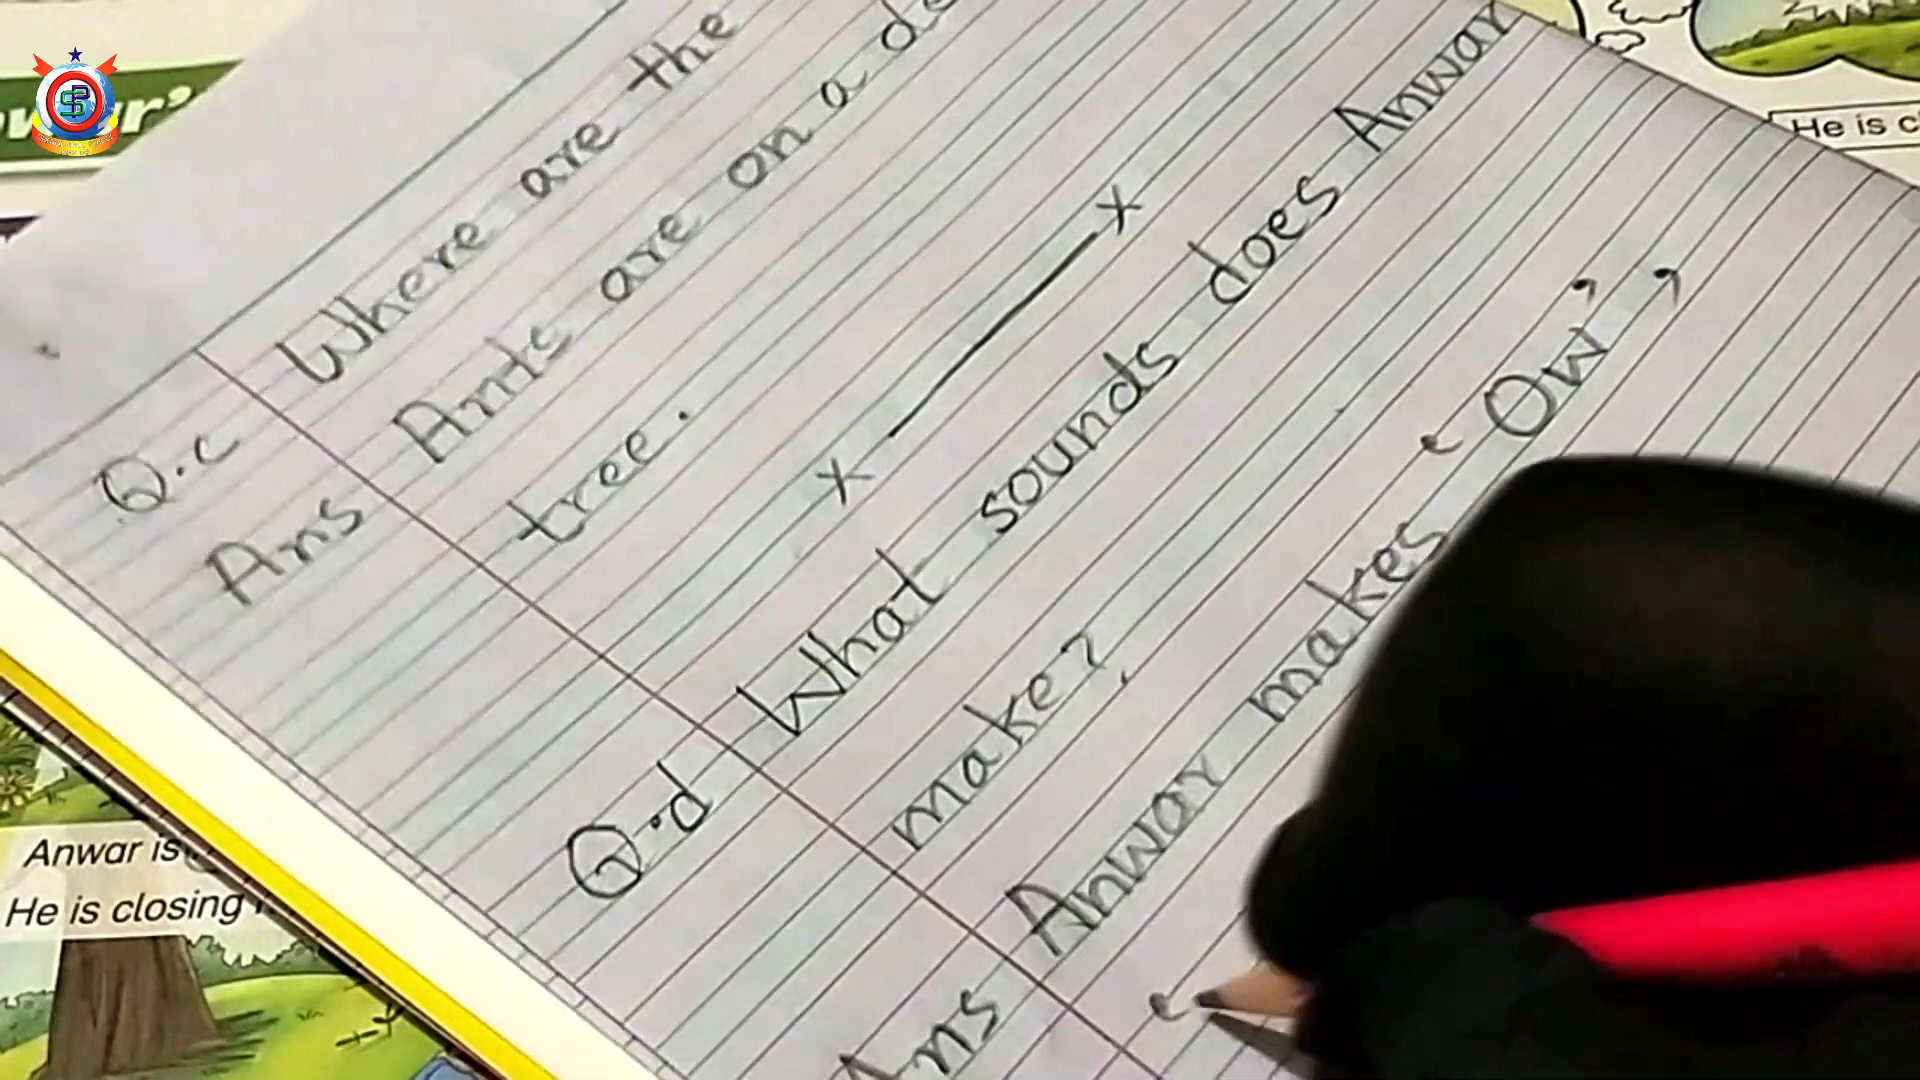 Q.c Where are the
Ans Ants are on a
tree.
x x
Q.d What sounds does Anwar
make?
Ans Anwar makes ‘Ow’,
‘
He is c
Anwar is
He is closing